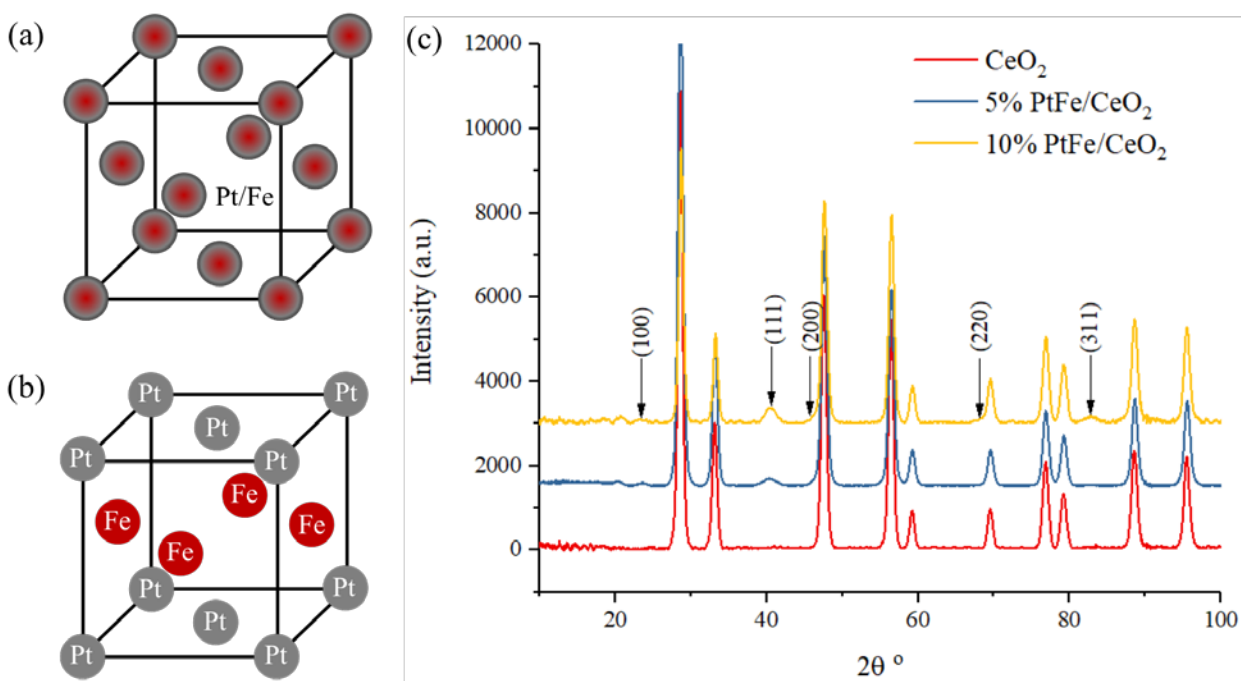 (a)
Pt/Fe
(b)
Pt
Pt
Pt
Pt
Pt
Fe
Fe
Fe
Fe
Pt
Pt
Pt
Pt
Pt
(c)
12000
10000
8000
6000
4000
2000
0
Intensity (a.u.)
CeO₂
5% PtFe/CeO₂
10% PtFe/CeO₂
(100)
(111)
(200)
(220)
(311)
20
40
60
80
100
2θ °